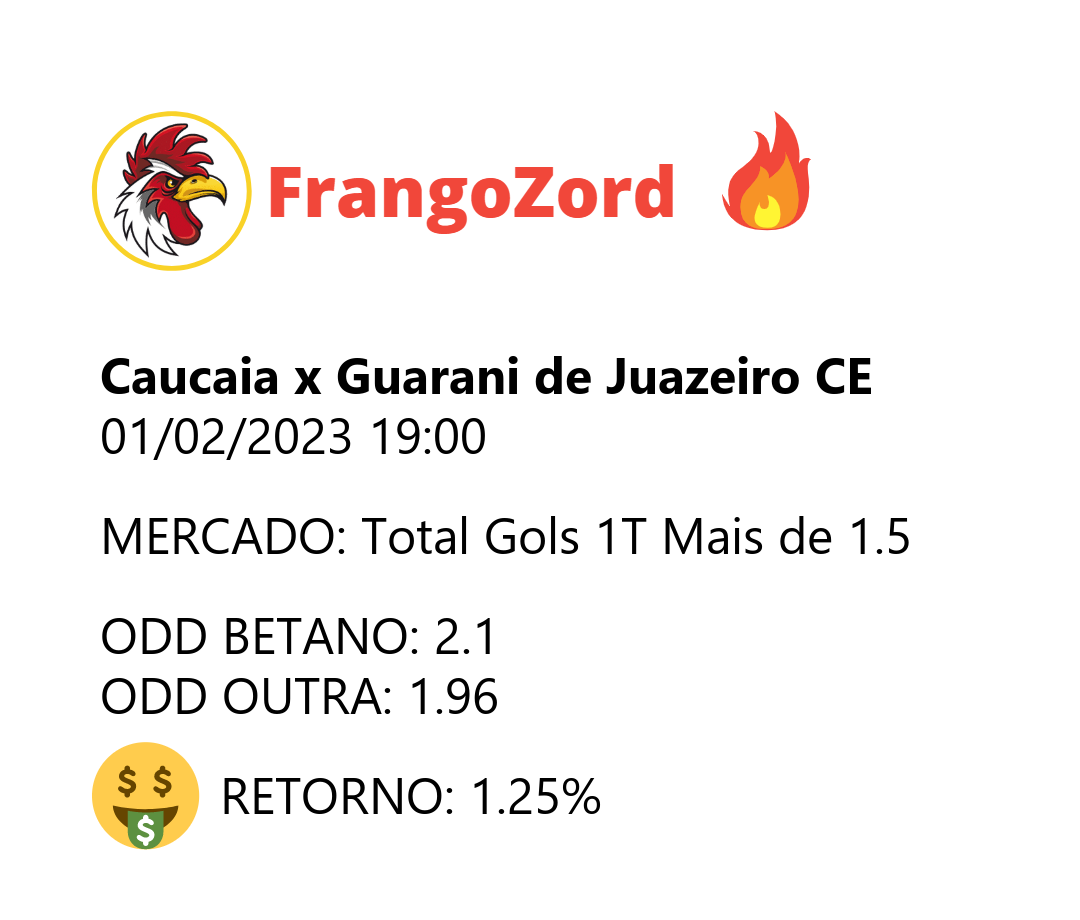 FrangoZord
Caucaia x Guarani de Juazeiro CE
01/02/2023 19:00
MERCADO: Total Gols 1T Mais de 1.5
ODD BETANO: 2.1
ODD OUTRA: 1.96
RETORNO: 1.25%